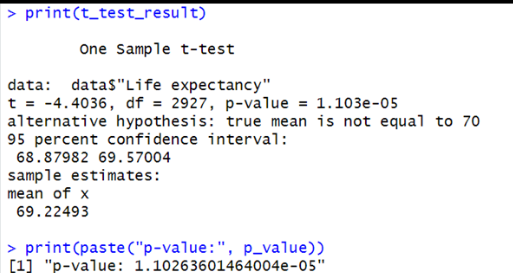 > print(t_test_result)
One Sample t-test
data:  data$"Life expectancy"
t = -4.4036, df = 2927, p-value = 1.103e-05
alternative hypothesis: true mean is not equal to 70
95 percent confidence interval:
68.87982 69.57004
sample estimates:
mean of x
69.22493
> print(paste("p-value:", p_value))
[1] "p-value: 1.10263601464004e-05"